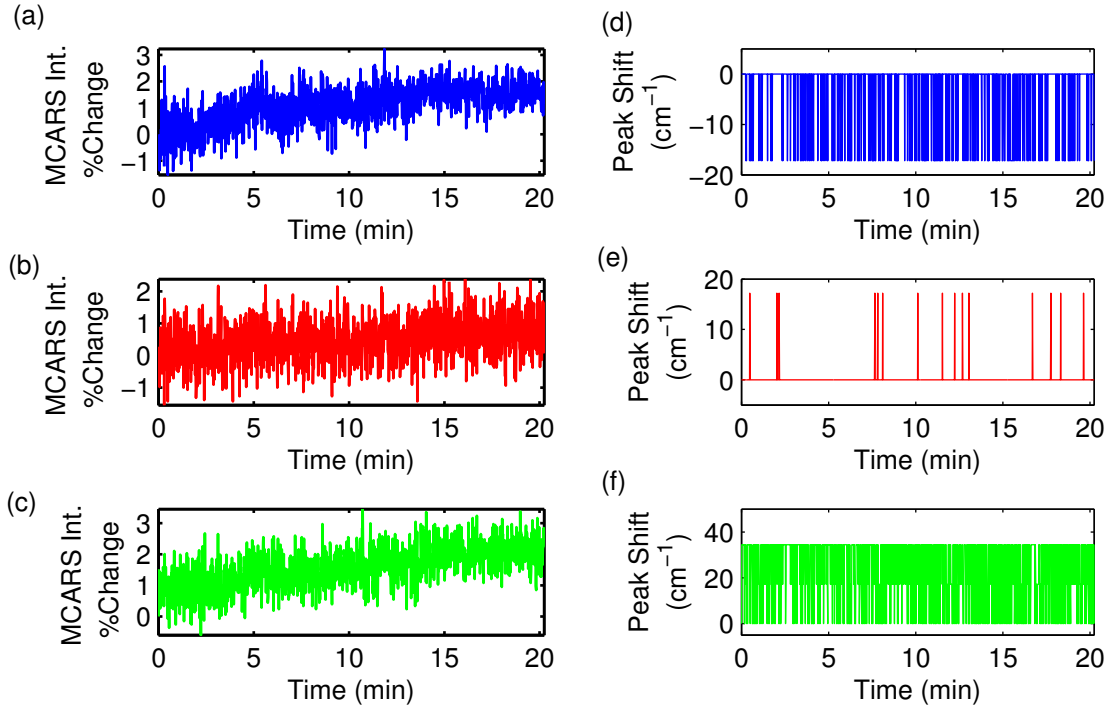 (a)
MCARS Int.
%Change
3
2
1
0
−1
0 5 10 15 20
Time (min)
(d)
Peak Shift
(cm⁻¹)
0
−10
−20
0 5 10 15 20
Time (min)
(b)
MCARS Int.
%Change
2
1
0
−1
0 5 10 15 20
Time (min)
(e)
Peak Shift
(cm⁻¹)
20
10
0
0 5 10 15 20
Time (min)
(c)
MCARS Int.
%Change
3
2
1
0
0 5 10 15 20
Time (min)
(f)
Peak Shift
(cm⁻¹)
40
20
0
0 5 10 15 20
Time (min)